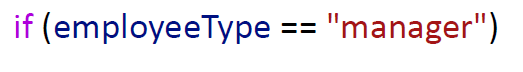 if (employeeType == "manager")